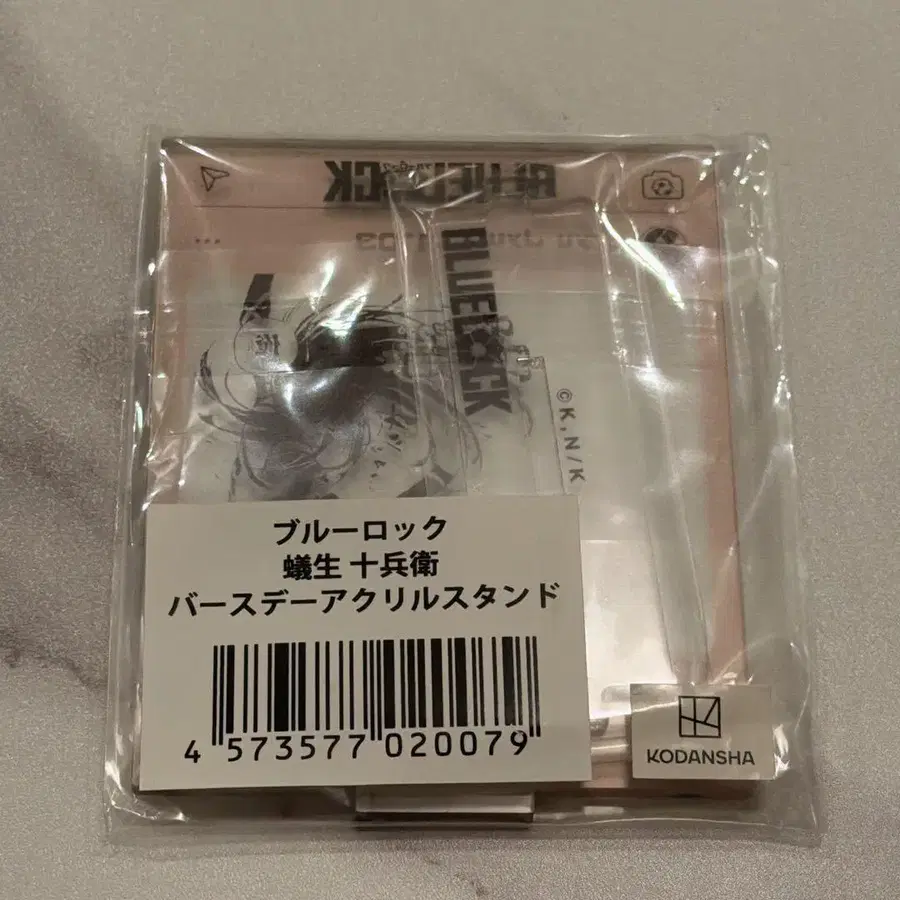 BLUELOCK
BLUELOCK
©K,N/K
ブルーロック
蟻生 十兵衛
バースデーアクリルスタンド
4 573577 020079
KODANSHA